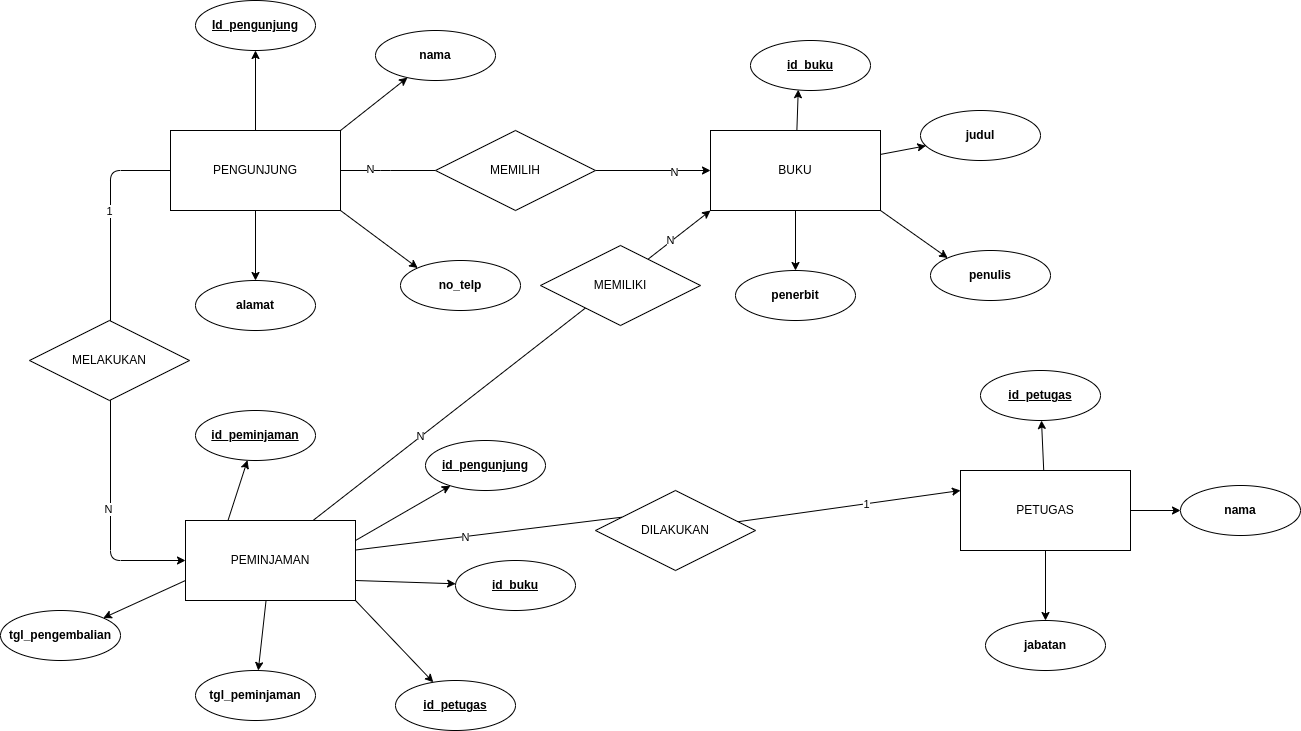 Id_pengunjung
nama
id_buku
judul
PENGUNJUNG
N
MEMILIH
N
BUKU
1
N
MEMILIKI
penulis
no_telp
penerbit
alamat
MELAKUKAN
id_petugas
id_peminjaman
N
id_pengunjung
N
PEMINJAMAN
N
DILAKUKAN
1
PETUGAS
nama
id_buku
tgl_pengembalian
jabatan
tgl_peminjaman
id_petugas